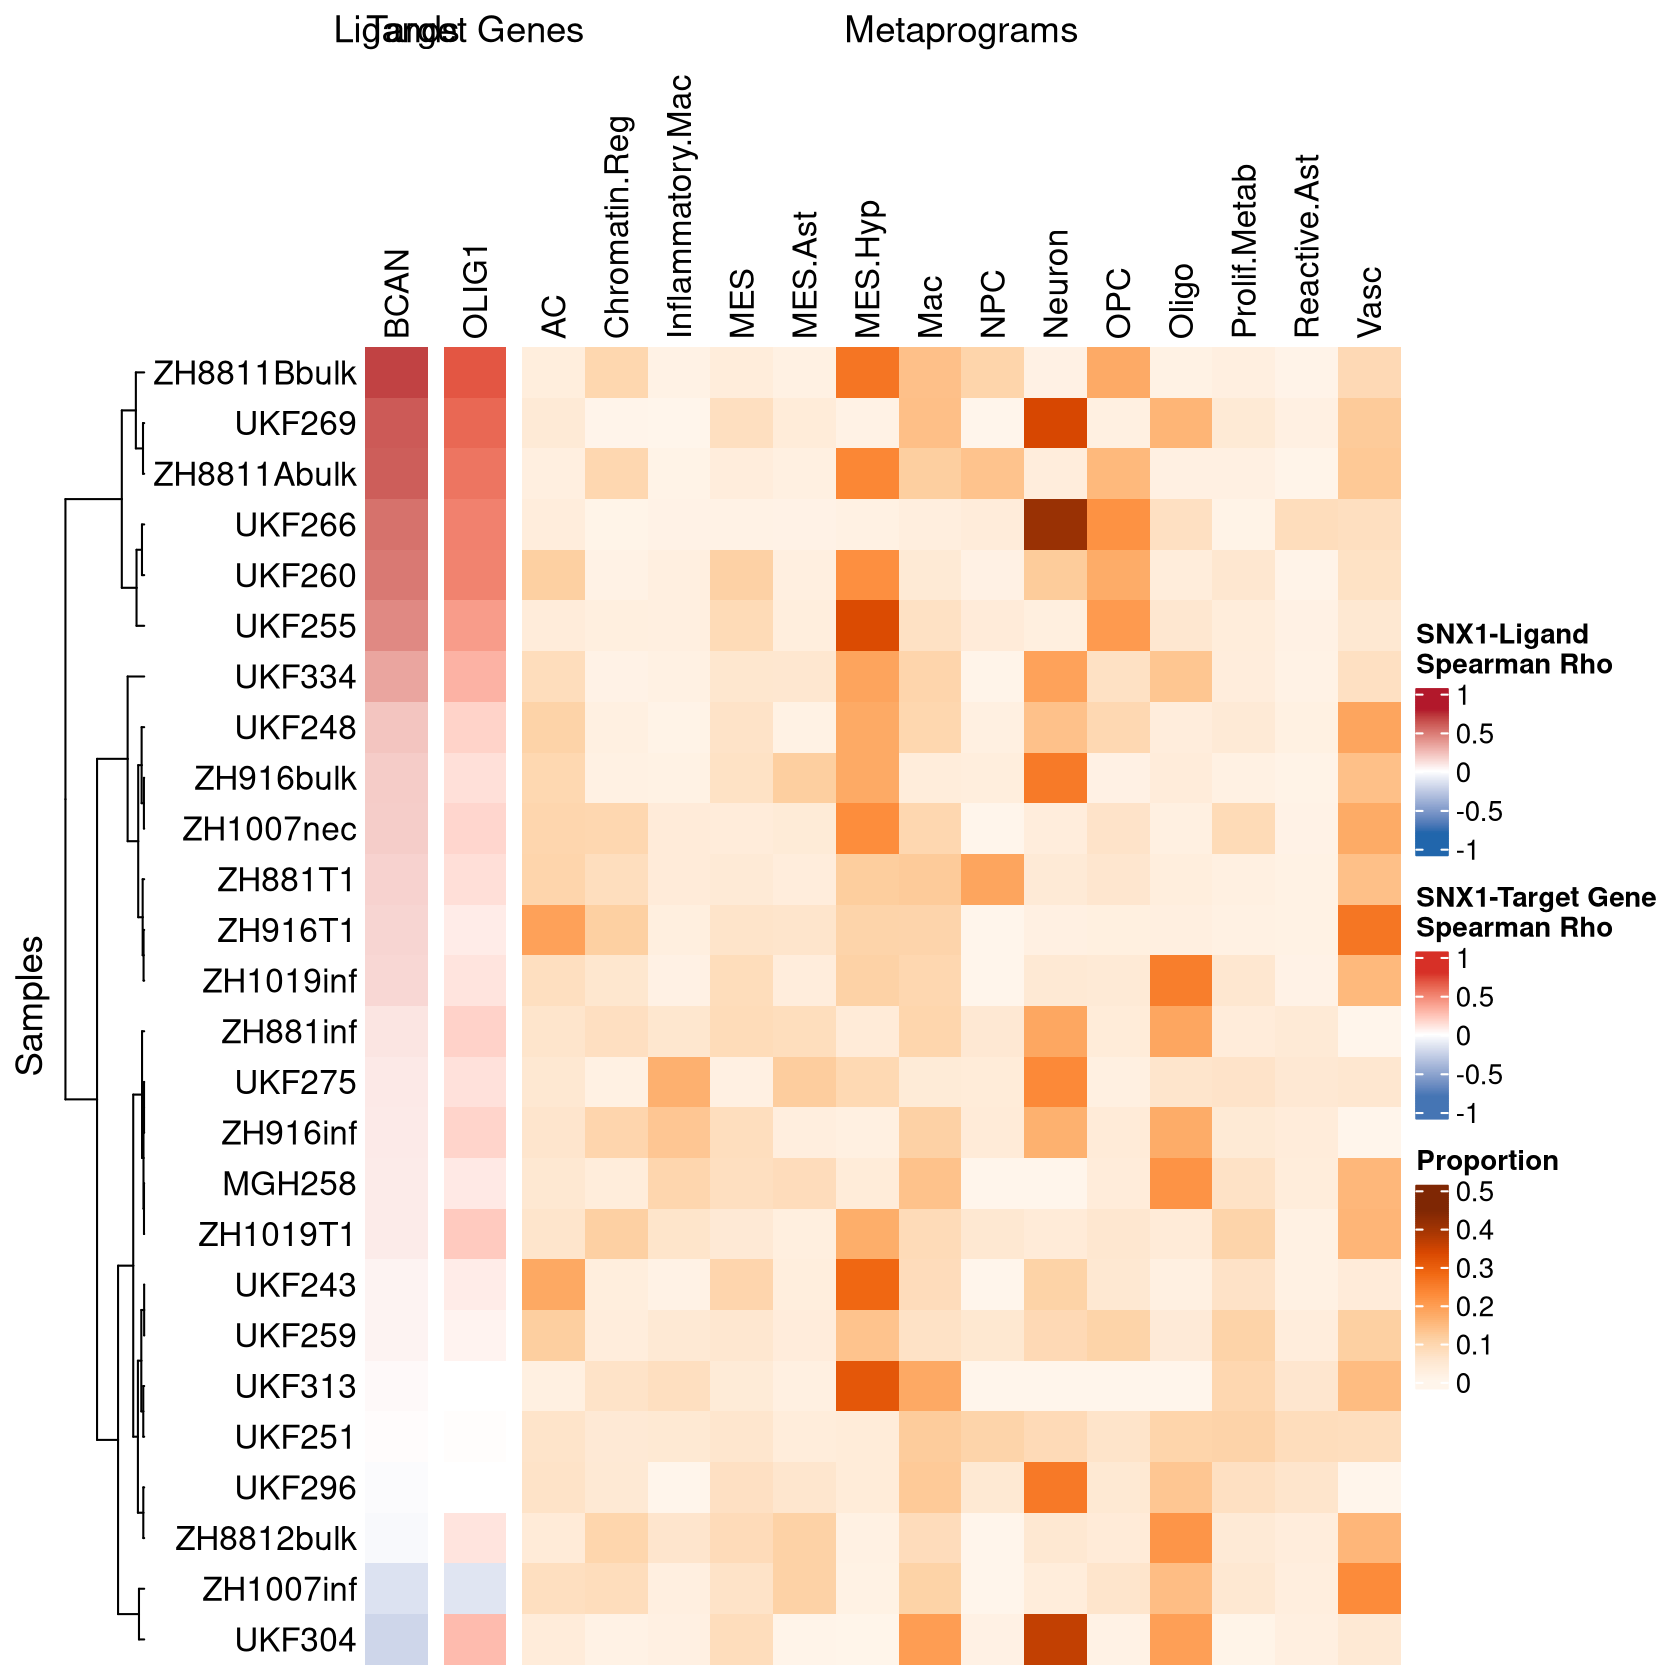 Ligands
Target Genes
Metaprograms
BCAN
OLIG1
AC
Chromatin.Reg
Inflammatory.Mac
MES
MES.Ast
MES.Hyp
Mac
NPC
Neuron
OPC
Oligo
Prolif.Metab
Reactive.Ast
Vasc
Samples
ZH8811Bbulk
UKF269
ZH8811Abulk
UKF266
UKF260
UKF255
UKF334
UKF248
ZH916bulk
ZH1007nec
ZH881T1
ZH916T1
ZH1019inf
ZH881inf
UKF275
ZH916inf
MGH258
ZH1019T1
UKF243
UKF259
UKF313
UKF251
UKF296
ZH8812bulk
ZH1007inf
UKF304
SNX1-Ligand
Spearman Rho
1
0.5
0
-0.5
-1
SNX1-Target Gene
Spearman Rho
1
0.5
0
-0.5
-1
Proportion
0.5
0.4
0.3
0.2
0.1
0